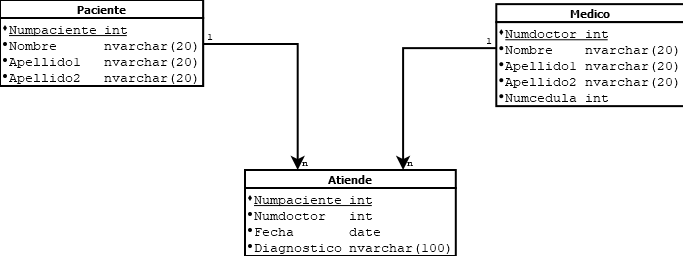 Paciente
Numpaciente int
Nombre nvarchar(20)
Apellido1 nvarchar(20)
Apellido2 nvarchar(20)
1
Medico
Numdoctor int
Nombre nvarchar(20)
Apellido1 nvarchar(20)
Apellido2 nvarchar(20)
Numcedula int
1
n
n
Atiende
Numpaciente int
Numdoctor int
Fecha date
Diagnostico nvarchar(100)